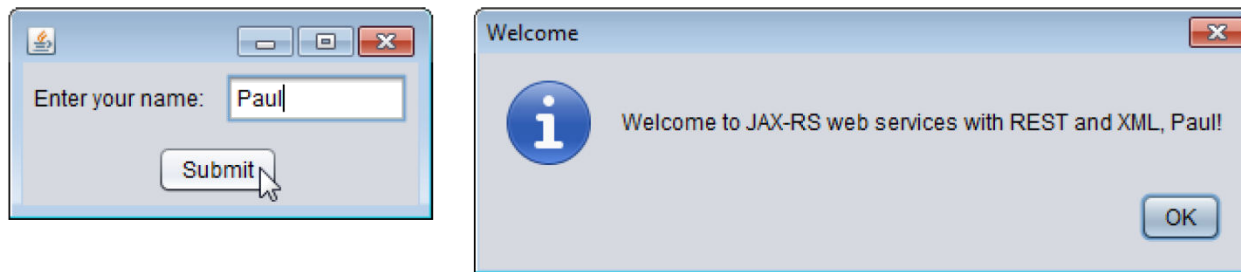 Enter your name: Paul
Submit
Welcome
Welcome to JAX-RS web services with REST and XML, Paul!
OK